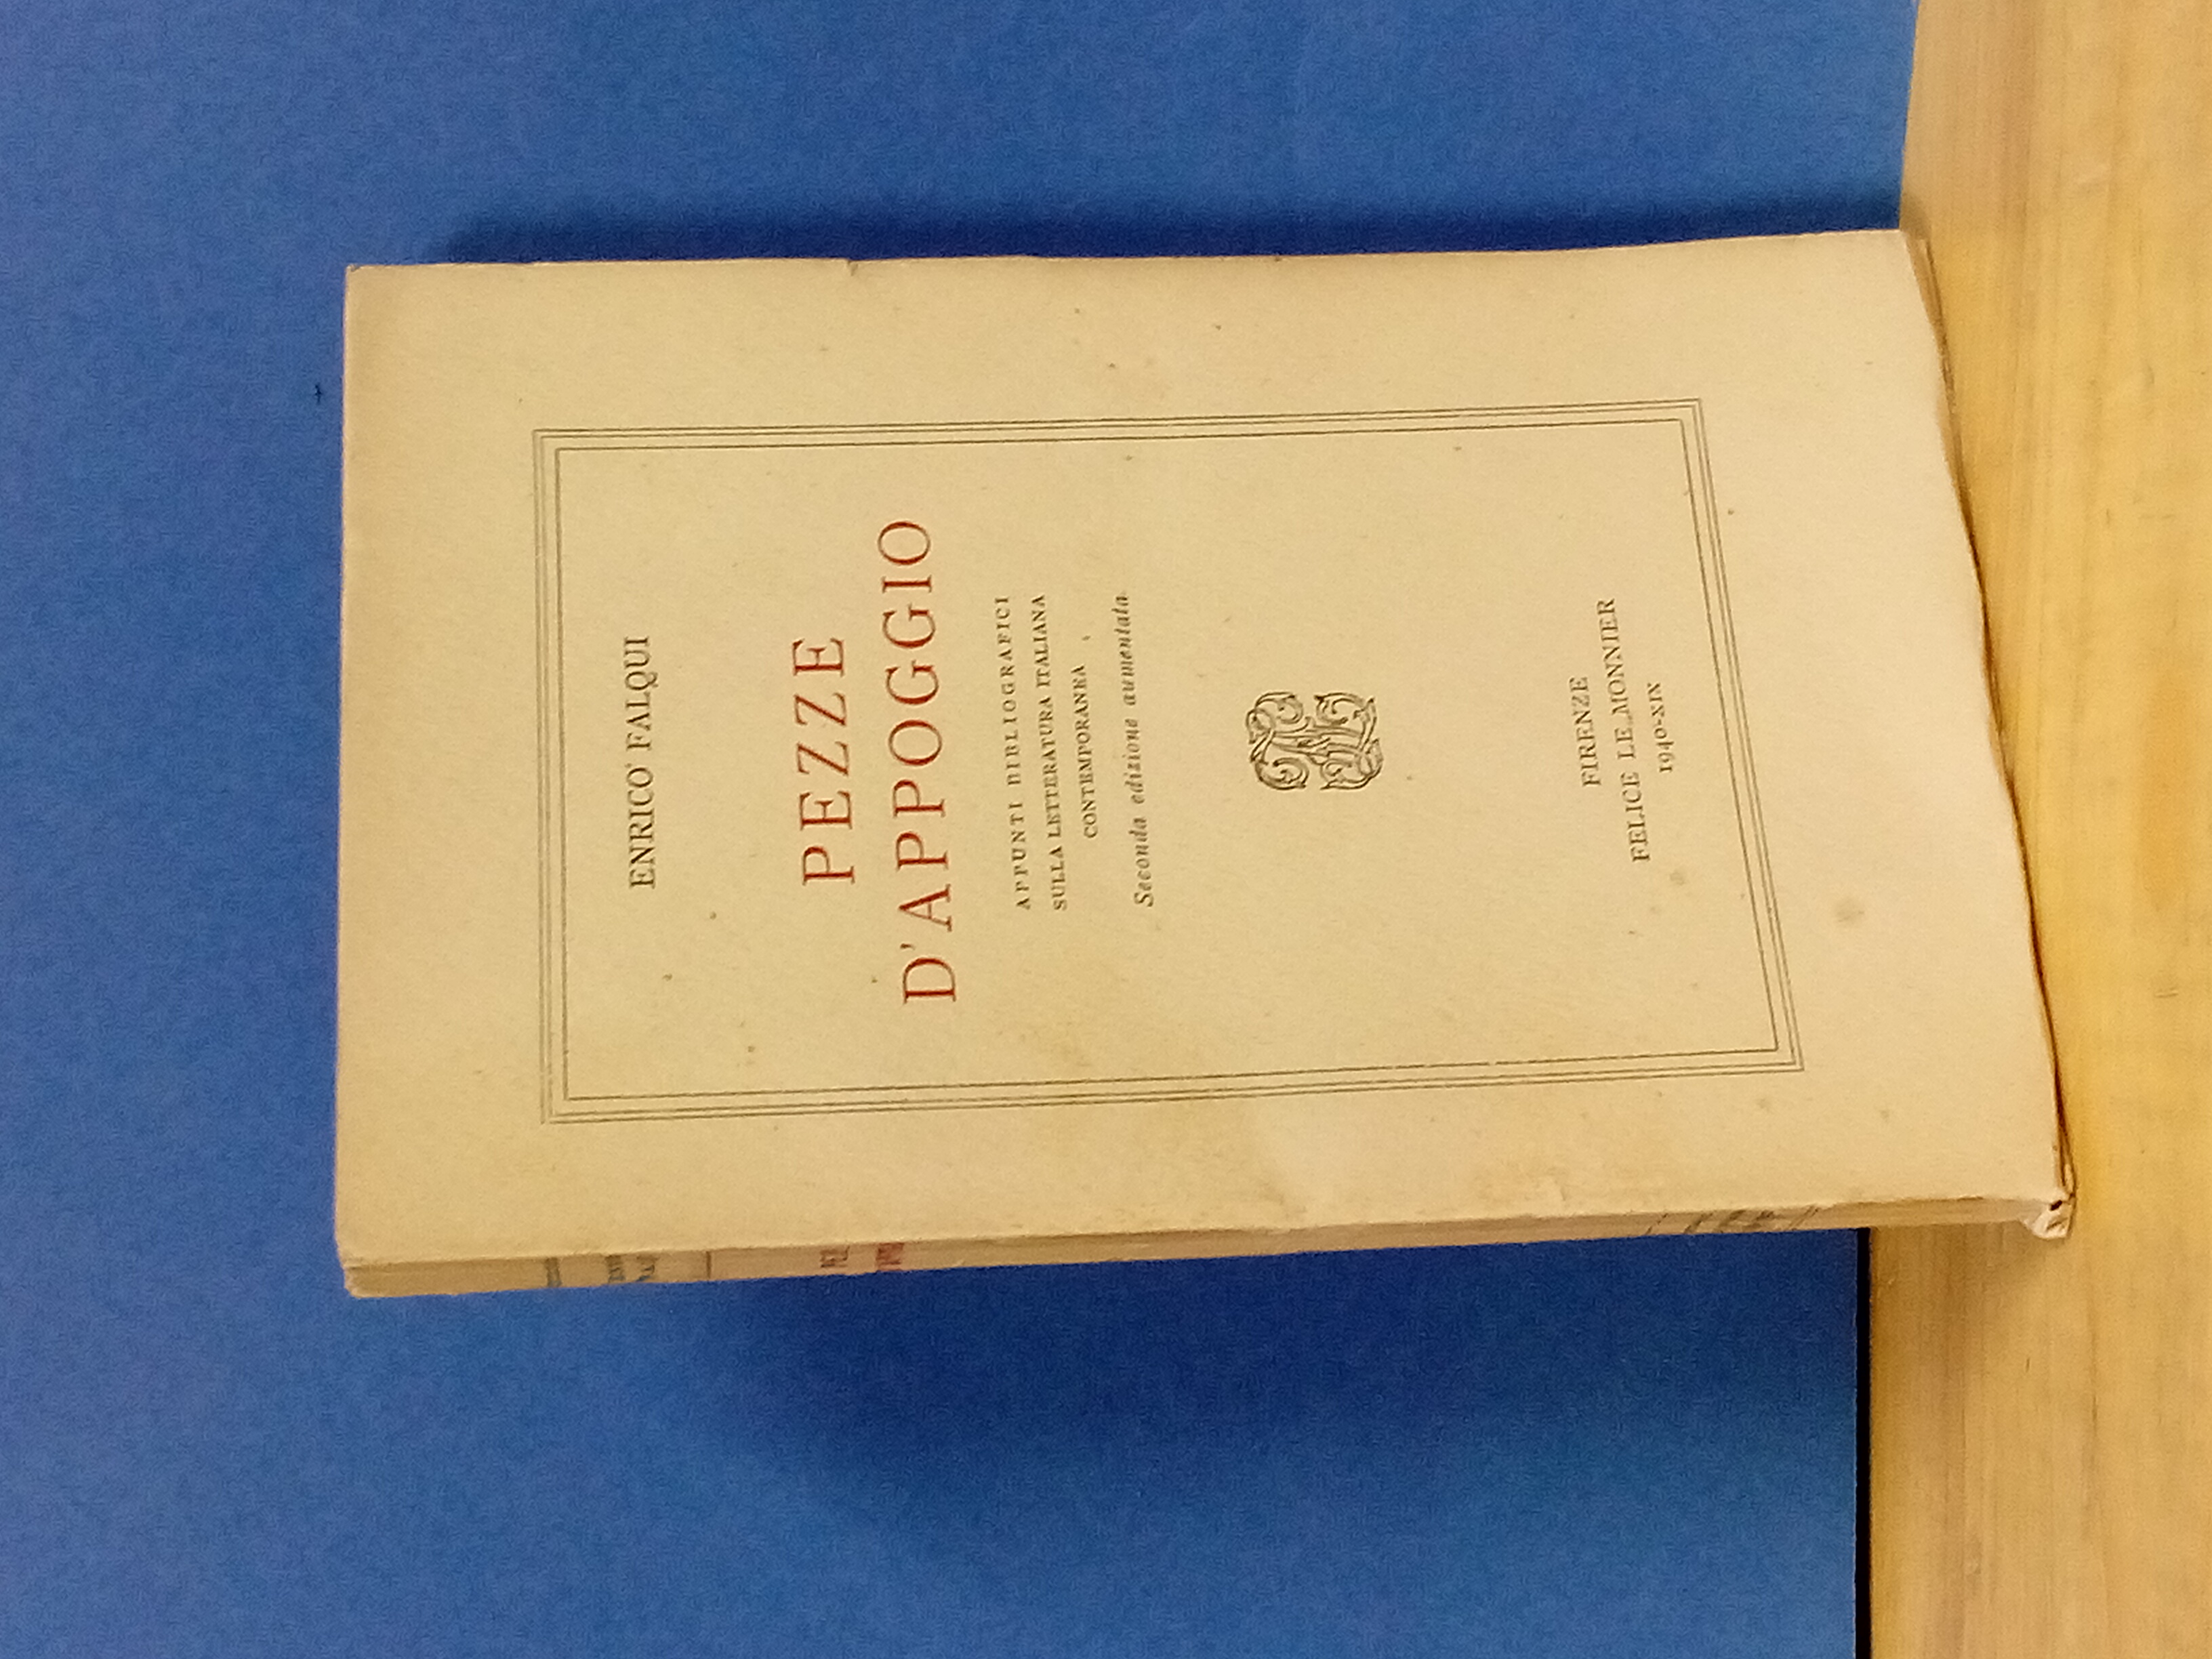 ENRICO FALQUI
PEZZE
D'APPOGGIO
APPUNTI BIBLIOGRAFICI
SULLA LETTERATURA ITALIANA
CONTEMPORANEA
Seconda edizione aumentata
FIRENZE
FELICE LE MONNIER
1940-XIX